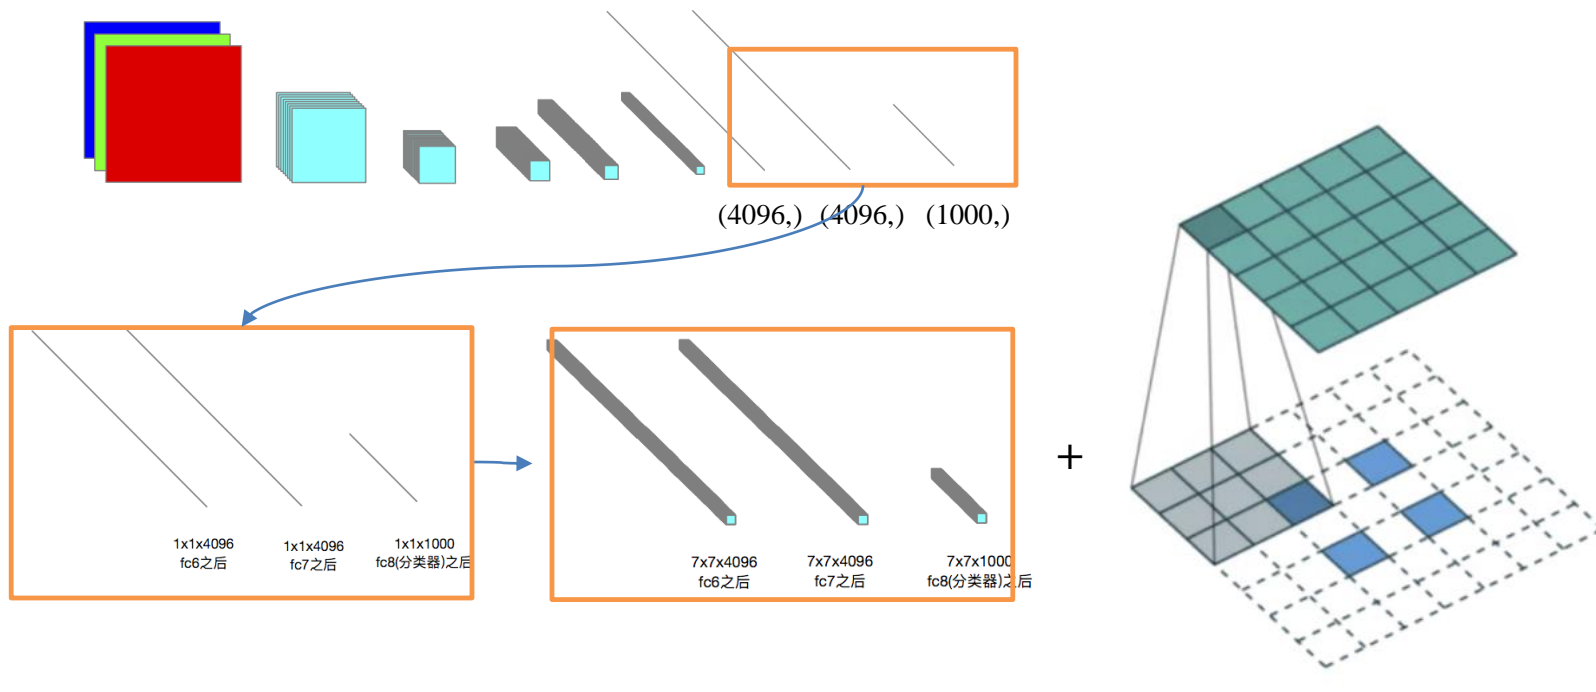 (4096,) (4096,) (1000,)
1x1x4096
fc6之后
1x1x4096
fc7之后
1x1x1000
fc8(分类器)之后
7x7x4096
fc6之后
7x7x4096
fc7之后
7x7x1000
fc8(分类器)之后
+